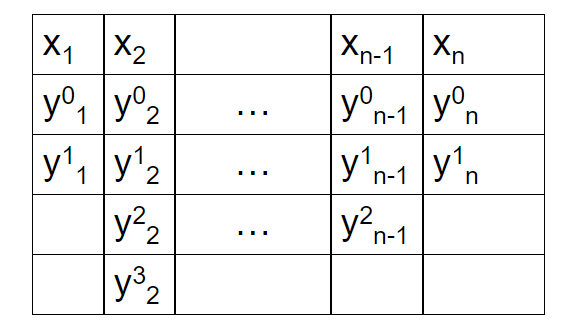 x₁ x₂ xₙ₋₁ xₙ
y⁰₁ y⁰₂ … y⁰ₙ₋₁ y⁰ₙ
y¹₁ y¹₂ … y¹ₙ₋₁ y¹ₙ
y²₂ … y²ₙ₋₁
y³₂